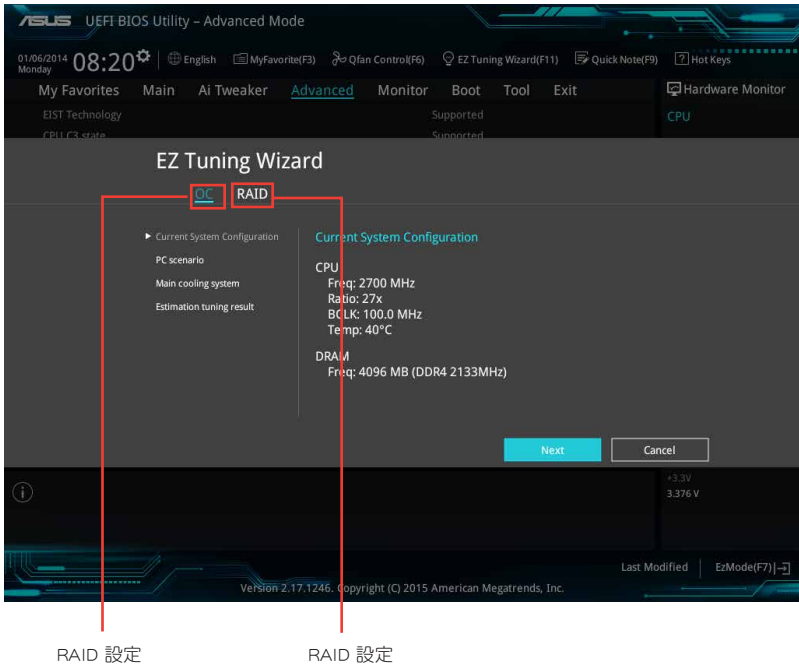 ASUS UEFI BIOS Utility – Advanced Mode
01/06/2014 Monday 08:20 English MyFavorite(F3) Qfan Control(F6) EZ Tuning Wizard(F11) Quick Note(F9) ? Hot Keys
My Favorites Main Ai Tweaker Advanced Monitor Boot Tool Exit Hardware Monitor
EIST Technology Supported CPU
CPU C3 state Supported
EZ Tuning Wizard
OC RAID
Current System Configuration
PC scenario
Main cooling system
Estimation tuning result
Current System Configuration
CPU
Freq: 2700 MHz
Ratio: 27x
BCLK: 100.0 MHz
Temp: 40°C
DRAM
Freq: 4096 MB (DDR4 2133MHz)
Next Cancel
+3.3V
3.376 V
Last Modified EzMode(F7)
Version 2.17.1246. Copyright (C) 2015 American Megatrends, Inc.
RAID 設定 RAID 設定